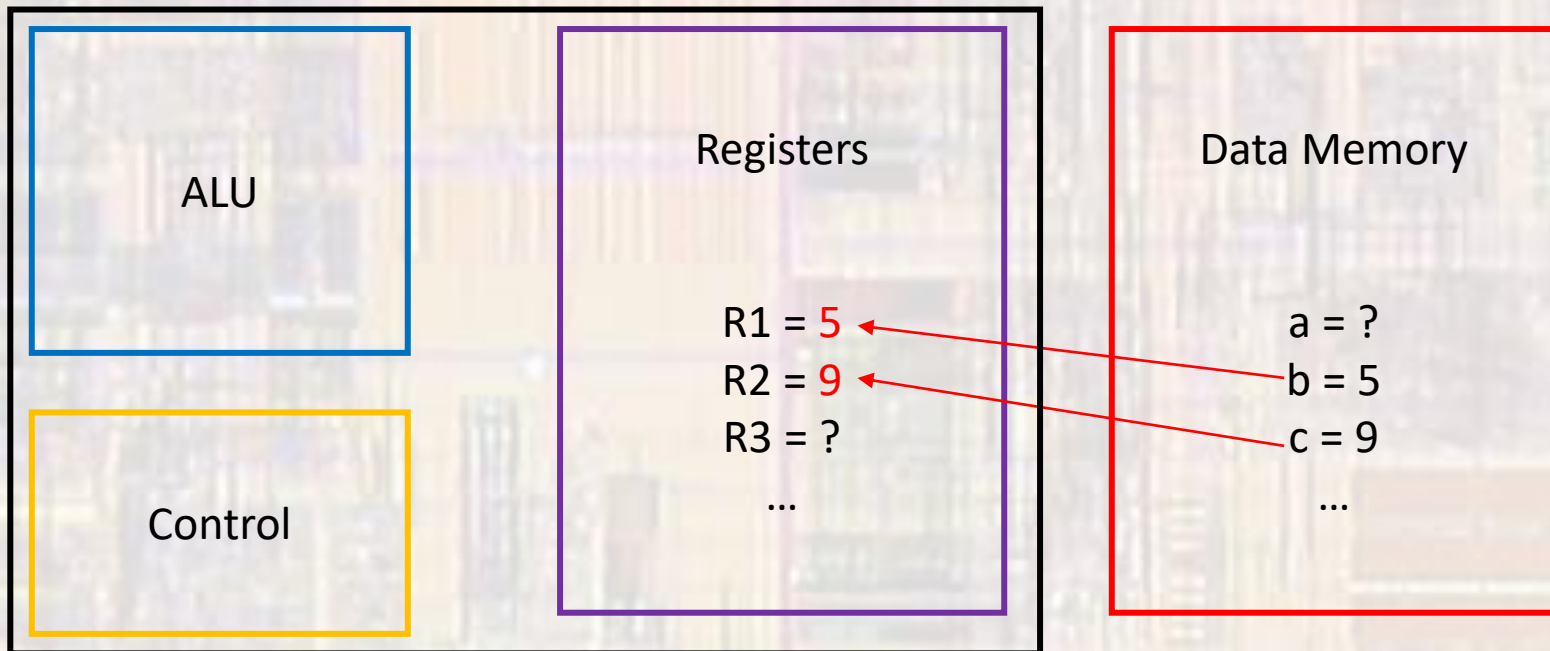 ALU
Control
Registers
R1 = 5
R2 = 9
R3 = ?
...
Data Memory
a = ?
b = 5
c = 9
...